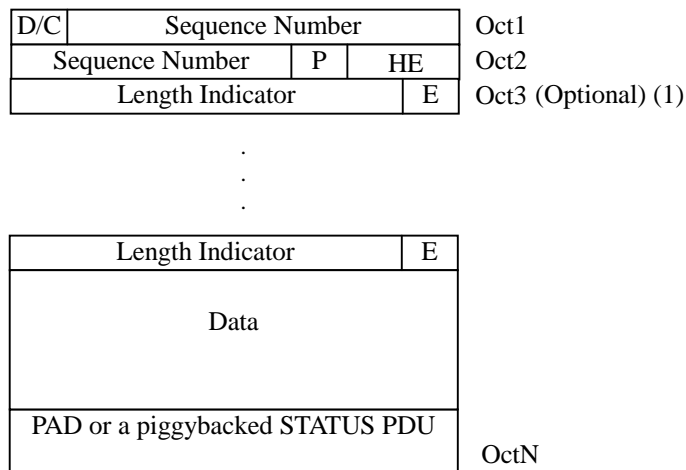 D/C Sequence Number Oct1
Sequence Number P HE Oct2
Length Indicator E Oct3 (Optional) (1)
.
.
.
Length Indicator E
Data
PAD or a piggybacked STATUS PDU
OctN